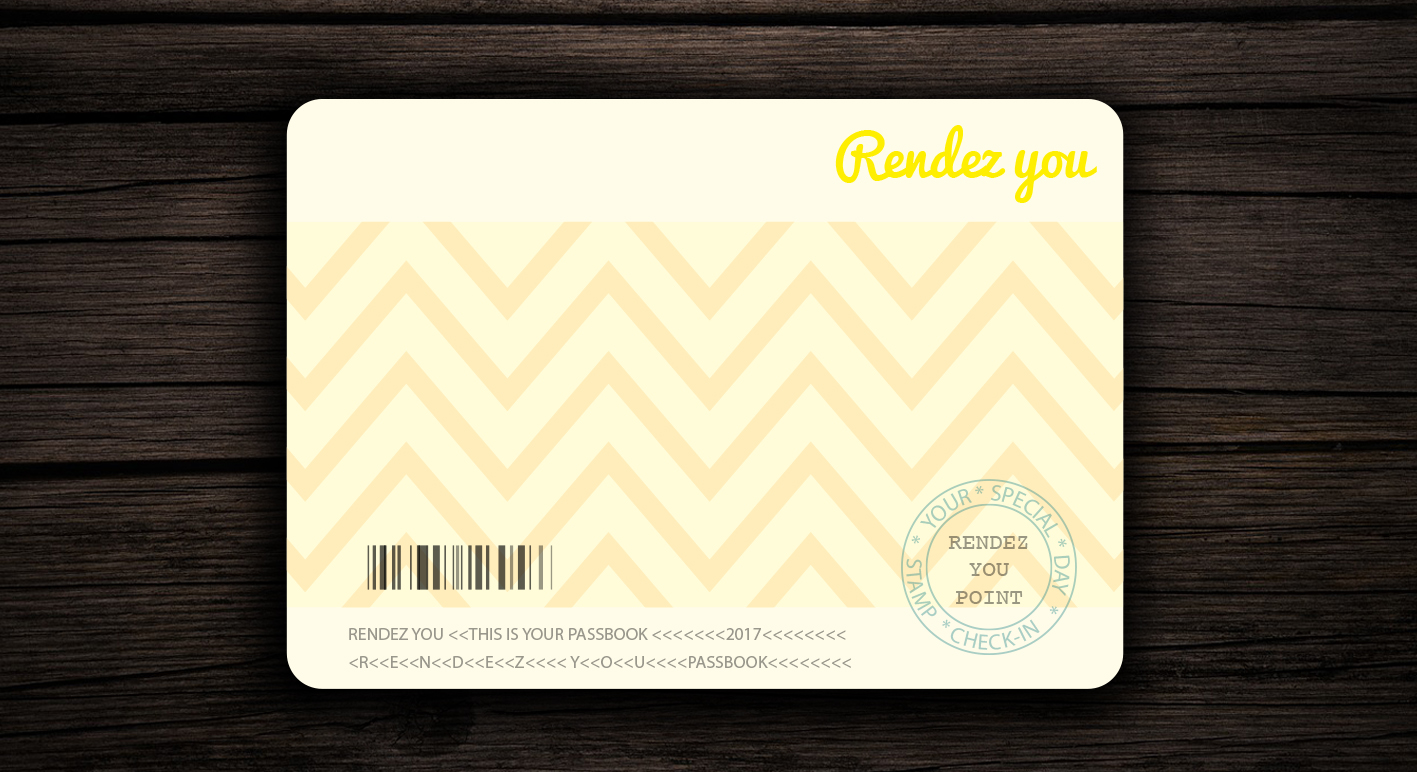 Rendez you
* YOUR * SPECIAL * DAY * CHECK-IN * STAMP
RENDEZ
YOU
POINT
RENDEZ YOU <<THIS IS YOUR PASSBOOK <<<<<<<2017<<<<<<<<
<R<<E<<N<<D<<E<<Z<<<< Y<<O<<U<<<<PASSBOOK<<<<<<<<